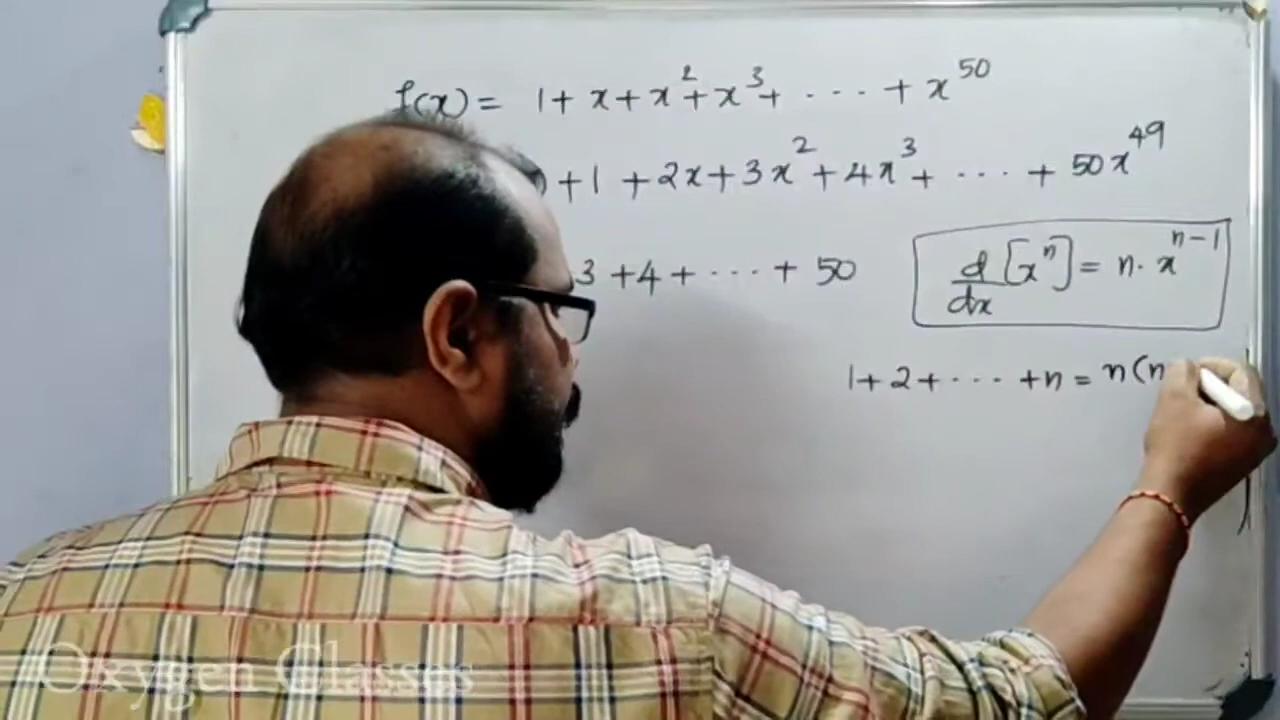 f(x) = 1 + x + x² + x³ + ... + x⁵⁰
) + 1 + 2x + 3x² + 4x³ + ... + 50x⁴⁹
3 + 4 + ... + 50
d/dx [xⁿ] = n · xⁿ⁻¹
1 + 2 + ... + n = n(n
Oxygen Classes